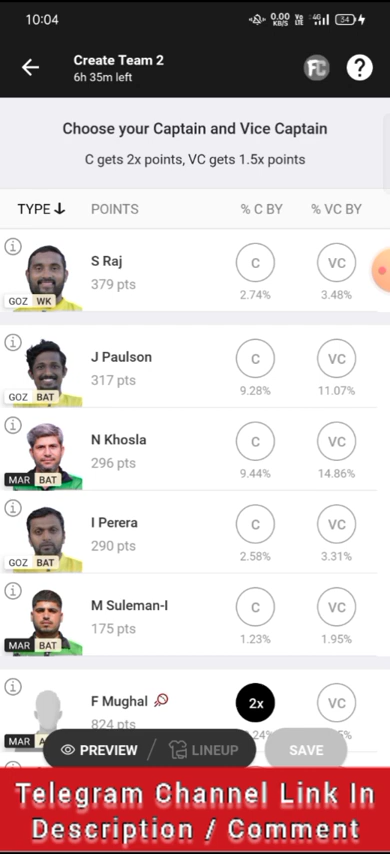 10:04
0.00 KB/S Vo LTE 4G 34
Create Team 2
6h 35m left
FC ?
Choose your Captain and Vice Captain
C gets 2x points, VC gets 1.5x points
TYPE POINTS % C BY % VC BY
S Raj
379 pts
C VC
2.74% 3.48%
GOZ WK
J Paulson
317 pts
C VC
9.28% 11.07%
GOZ BAT
N Khosla
296 pts
C VC
9.44% 14.86%
MAR BAT
I Perera
290 pts
C VC
2.58% 3.31%
GOZ BAT
M Suleman-I
175 pts
C VC
1.23% 1.95%
MAR BAT
F Mughal
824 pts
2x VC
MAR
PREVIEW / LINEUP SAVE
Telegram Channel Link In
Description / Comment